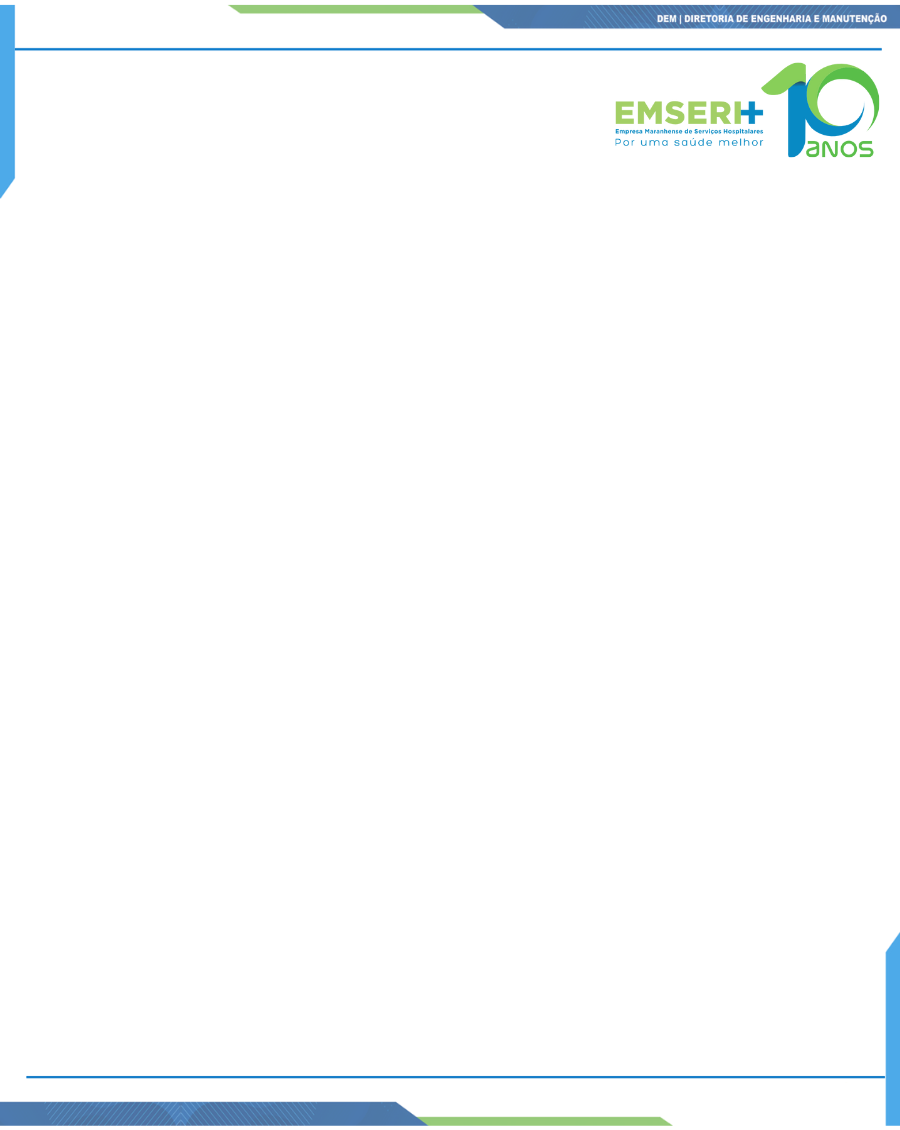 DEM | DIRETORIA DE ENGENHARIA E MANUTENÇÃO
EMSERH
Empresa Maranhense de Serviços Hospitalares
Por uma saúde melhor
10
aNOS